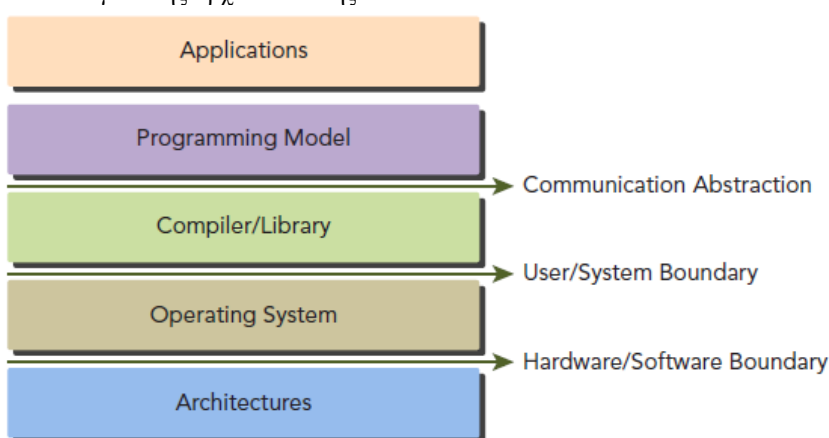 Applications
Programming Model
Communication Abstraction
Compiler/Library
User/System Boundary
Operating System
Hardware/Software Boundary
Architectures